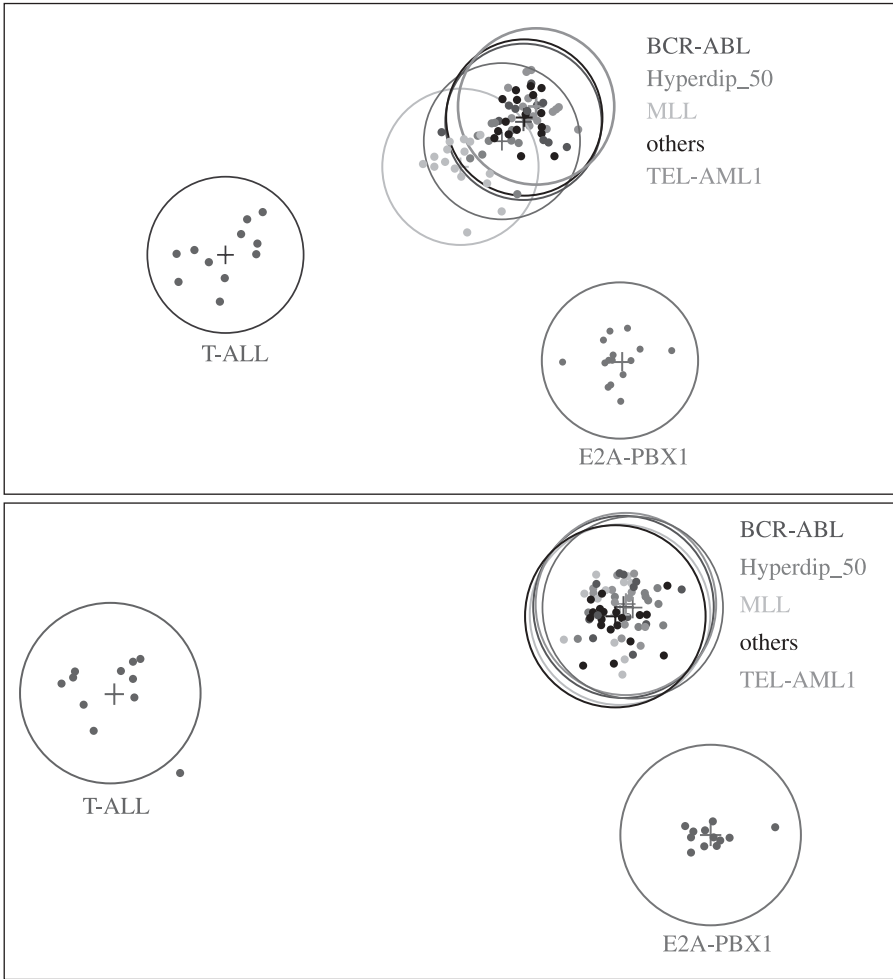 BCR-ABL
Hyperdip_50
MLL
others
TEL-AML1
T-ALL
E2A-PBX1
BCR-ABL
Hyperdip_50
MLL
others
TEL-AML1
T-ALL
E2A-PBX1